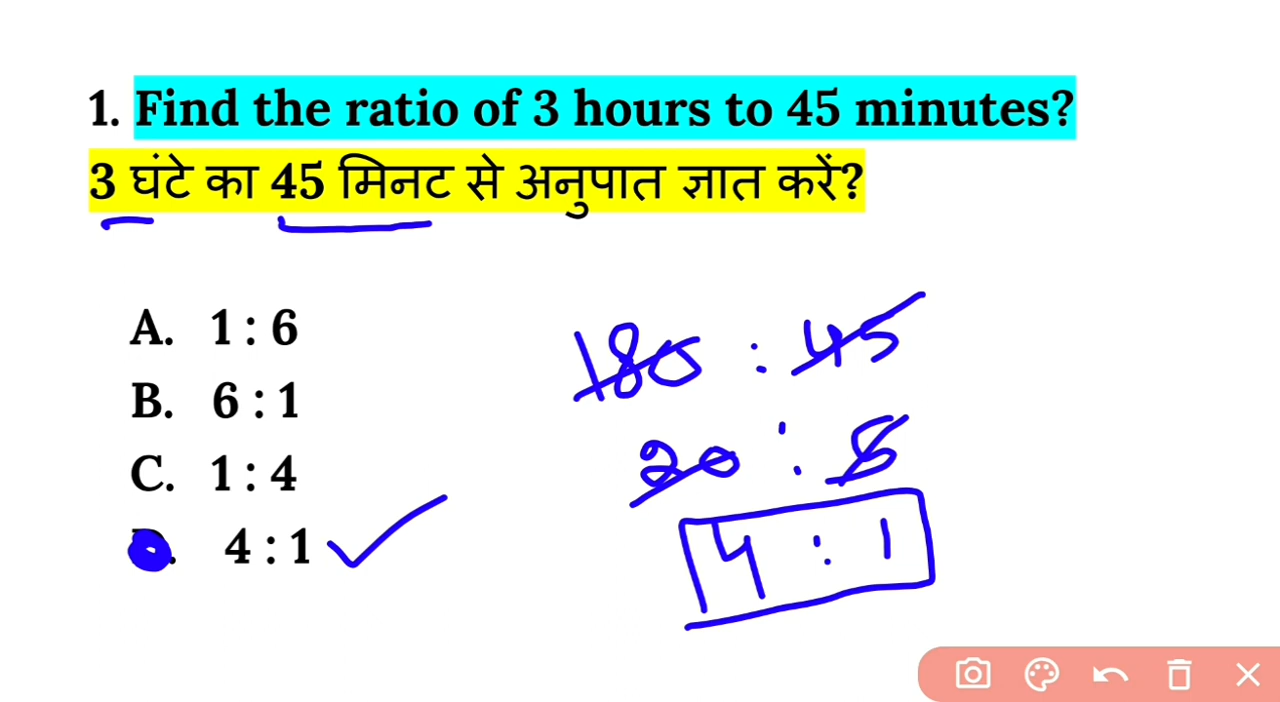 1. Find the ratio of 3 hours to 45 minutes?
3 घंटे का 45 मिनट से अनुपात ज्ञात करें?
A. 1 : 6
B. 6 : 1
C. 1 : 4
4 : 1
180 : 45
20 : 5
4 : 1